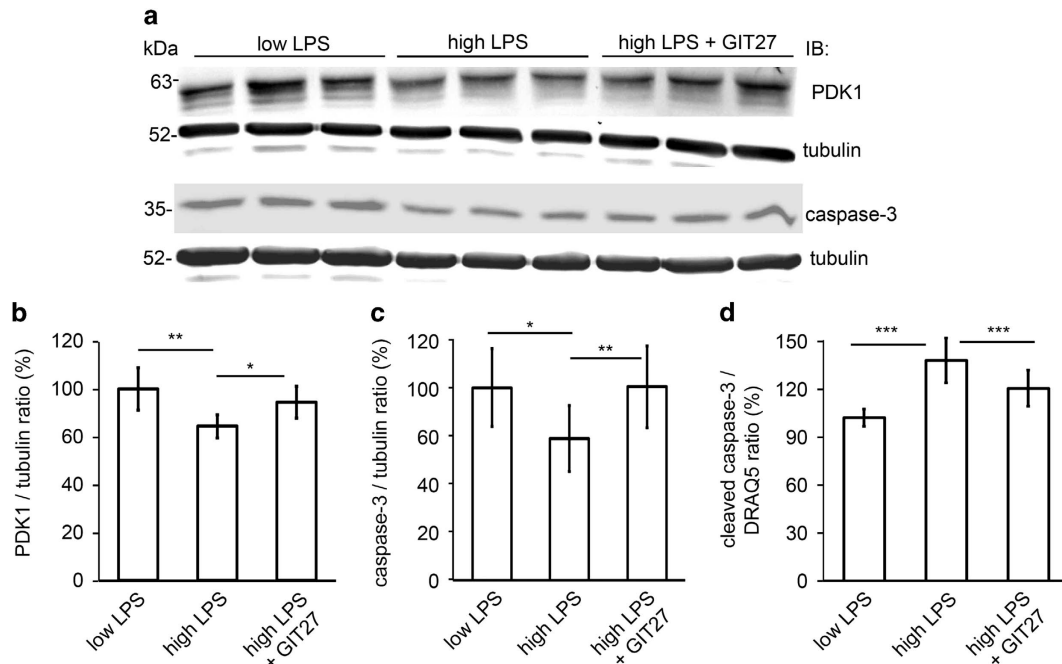 a
kDa
low LPS
high LPS
high LPS + GIT27
IB:
63-
PDK1
52-
tubulin
35-
caspase-3
52-
tubulin
b
PDK1 / tubulin ratio (%)
120
100
60
80
40
0
**
*
low LPS
high LPS
high LPS
+ GIT27
c
caspase-3 / tubulin ratio (%)
120
100
60
80
40
0
*
**
low LPS
high LPS
high LPS
+ GIT27
d
cleaved caspase-3 /
DRAQ5 ratio (%)
150
120
90
60
30
0
***
***
low LPS
high LPS
high LPS
+ GIT27